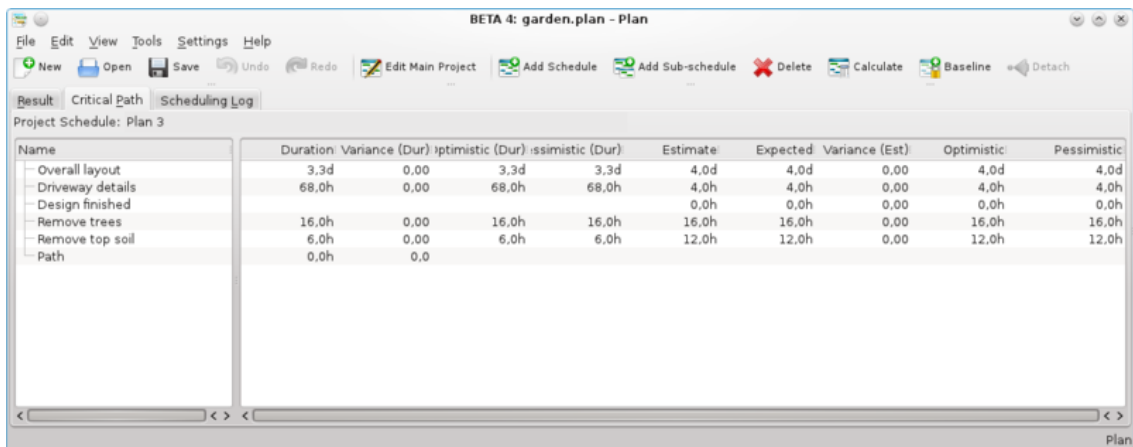 BETA 4: garden.plan – Plan
File Edit View Tools Settings Help
New Open Save Undo Redo Edit Main Project Add Schedule Add Sub-schedule Delete Calculate Baseline Detach
Result Critical Path Scheduling Log
Project Schedule: Plan 3
Name Duration Variance (Dur) ptimistic (Dur) ssimistic (Dur) Estimate Expected Variance (Est) Optimistic Pessimistic
Overall layout 3,3d 0,00 3,3d 3,3d 4,0d 4,0d 0,00 4,0d 4,0d
Driveway details 68,0h 0,00 68,0h 68,0h 4,0h 4,0h 0,00 4,0h 4,0h
Design finished 0,0h 0,0h 0,00 0,0h 0,0h
Remove trees 16,0h 0,00 16,0h 16,0h 16,0h 16,0h 0,00 16,0h 16,0h
Remove top soil 6,0h 0,00 6,0h 6,0h 12,0h 12,0h 0,00 12,0h 12,0h
Path 0,0h 0,0
Plan